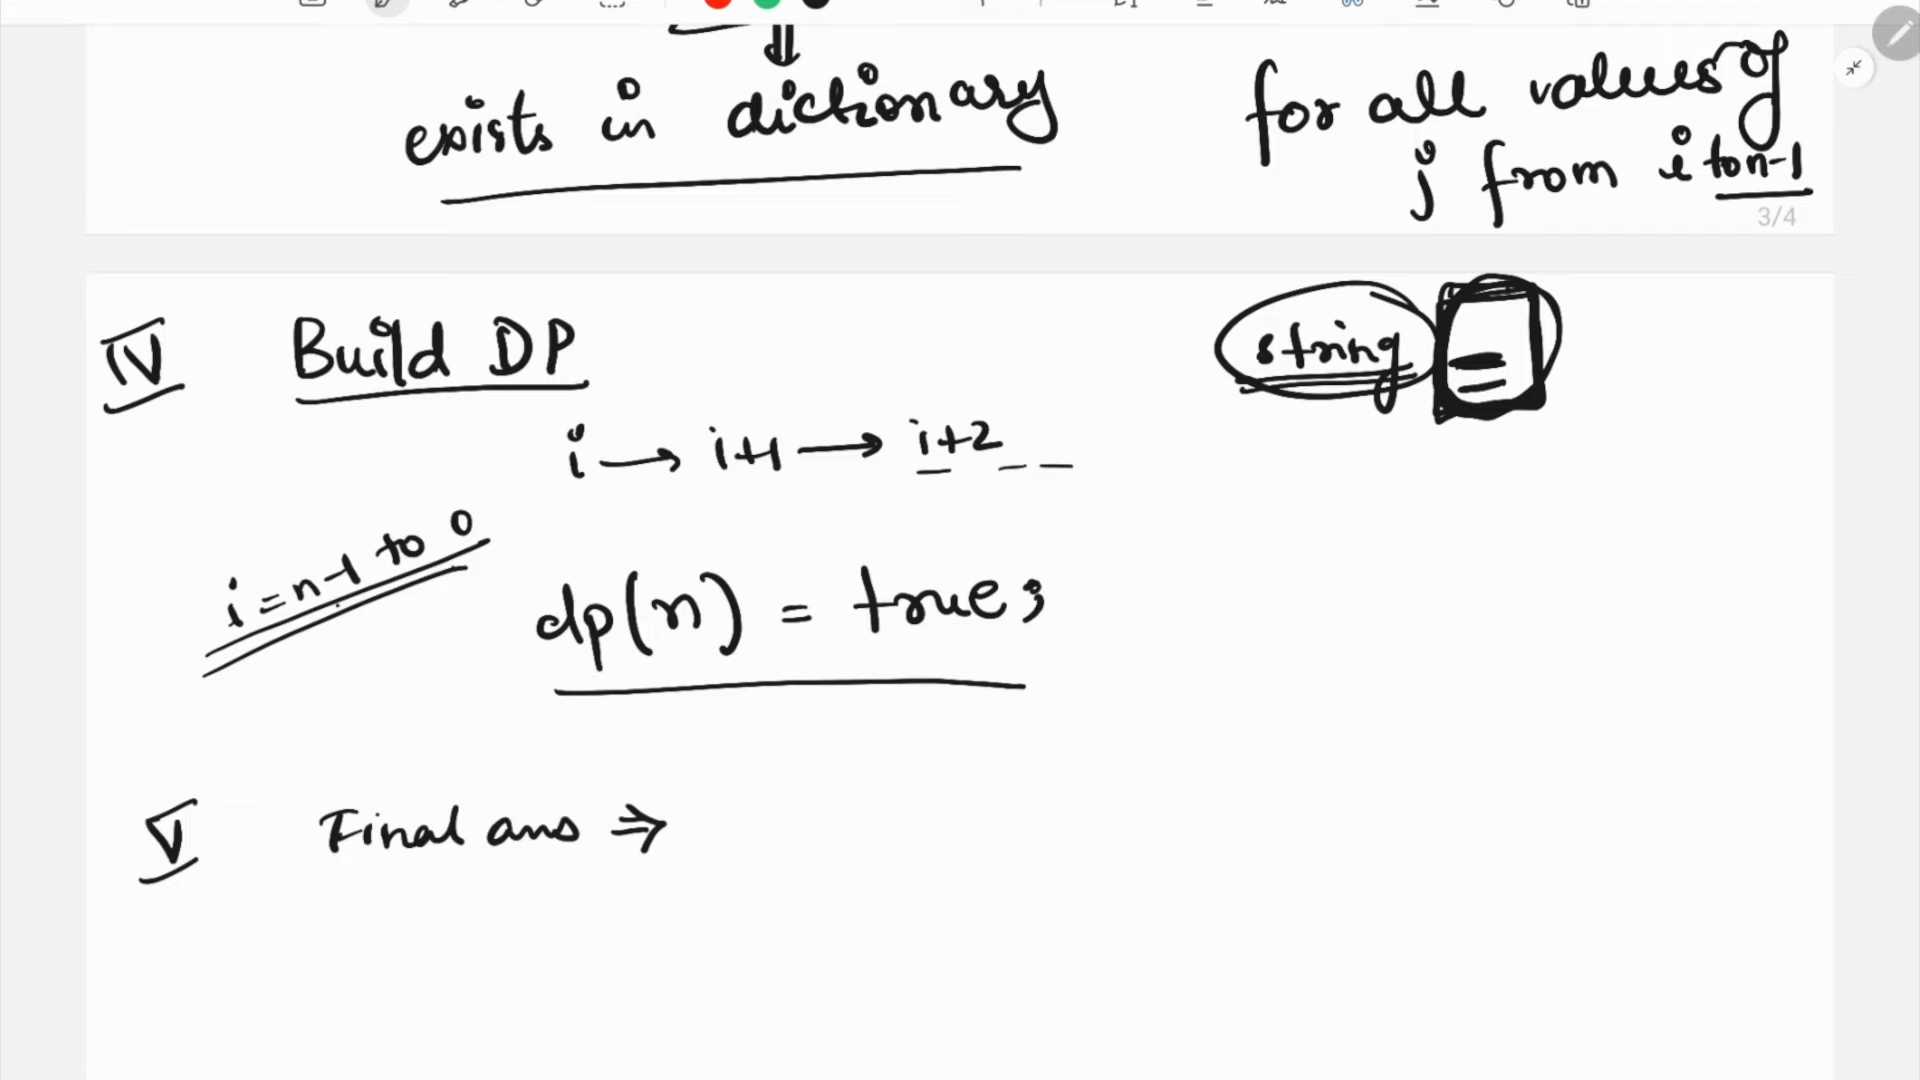 exists in dictionary
for all values of
j from i to n-1
3/4
IV Build DP
string
i → i+1 → i+2 _ _
i = n-1 to 0
dp(n) = true;
V Final ans ⇒